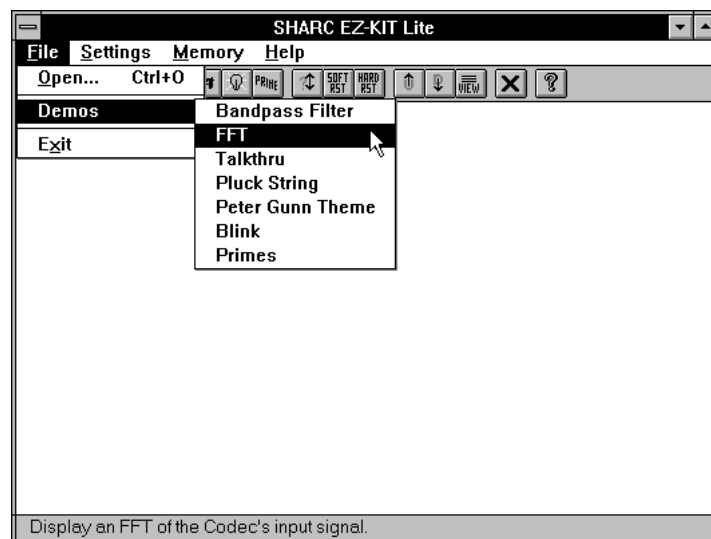 SHARC EZ-KIT Lite
File Settings Memory Help
Open... Ctrl+O
PRIME SOFT RST HARD RST VIEW
Demos
Exit
Bandpass Filter
FFT
Talkthru
Pluck String
Peter Gunn Theme
Blink
Primes
Display an FFT of the Codec's input signal.